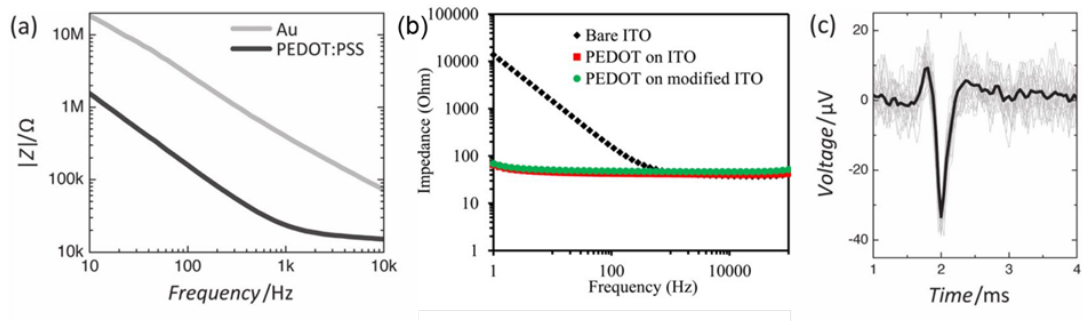 (a)
10M
1M
100k
10k
|Z|/Ω
Au
PEDOT:PSS
10
100
1k
10k
Frequency/Hz
(b)
100000
10000
1000
100
10
1
Impedance (Ohm)
Bare ITO
PEDOT on ITO
PEDOT on modified ITO
1
100
10000
Frequency (Hz)
(c)
20
0
-20
-40
Voltage/µV
1
2
3
4
Time/ms